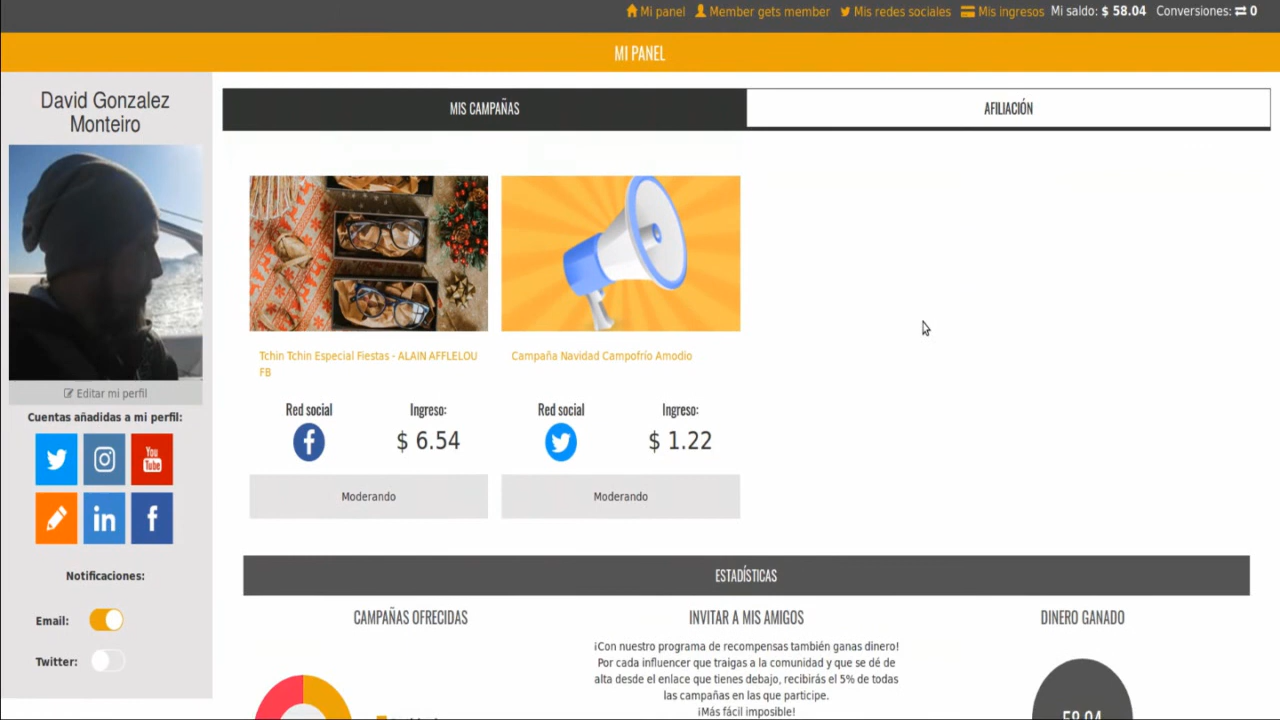 Mi panel Member gets member Mis redes sociales Mis ingresos Mi saldo: $ 58.04 Conversiones: 0
MI PANEL
David Gonzalez
Monteiro
Editar mi perfil
Cuentas añadidas a mi perfil:
You
Tube
in
f
Notificaciones:
Email:
Twitter:
MIS CAMPAÑAS
AFILIACIÓN
Tchin Tchin Especial Fiestas - ALAIN AFFLELOU
FB
Red social
Ingreso:
f
$ 6.54
Moderando
Campaña Navidad Campofrío Amodio
Red social
Ingreso:
$ 1.22
Moderando
ESTADÍSTICAS
CAMPAÑAS OFRECIDAS
INVITAR A MIS AMIGOS
¡Con nuestro programa de recompensas también ganas dinero!
Por cada influencer que traigas a la comunidad y que se dé de
alta desde el enlace que tienes debajo, recibirás el 5% de todas
las campañas en las que participe.
¡Más fácil imposible!
DINERO GANADO
58.04